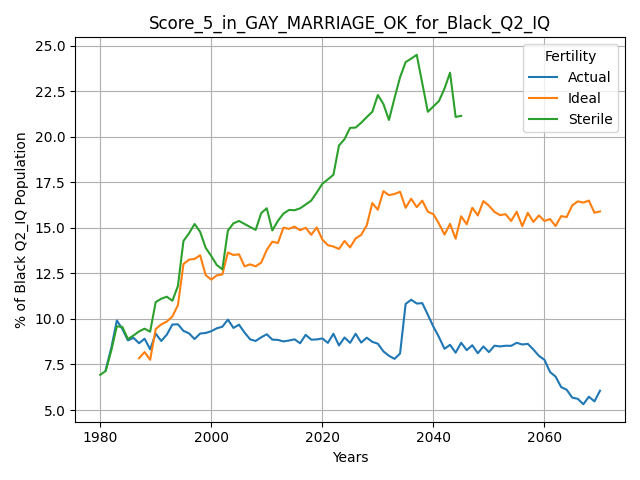 Score_5_in_GAY_MARRIAGE_OK_for_Black_Q2_IQ
% of Black Q2_IQ Population
25.0
22.5
20.0
17.5
15.0
12.5
10.0
7.5
5.0
Fertility
Actual
Ideal
Sterile
1980
2000
2020
2040
2060
Years